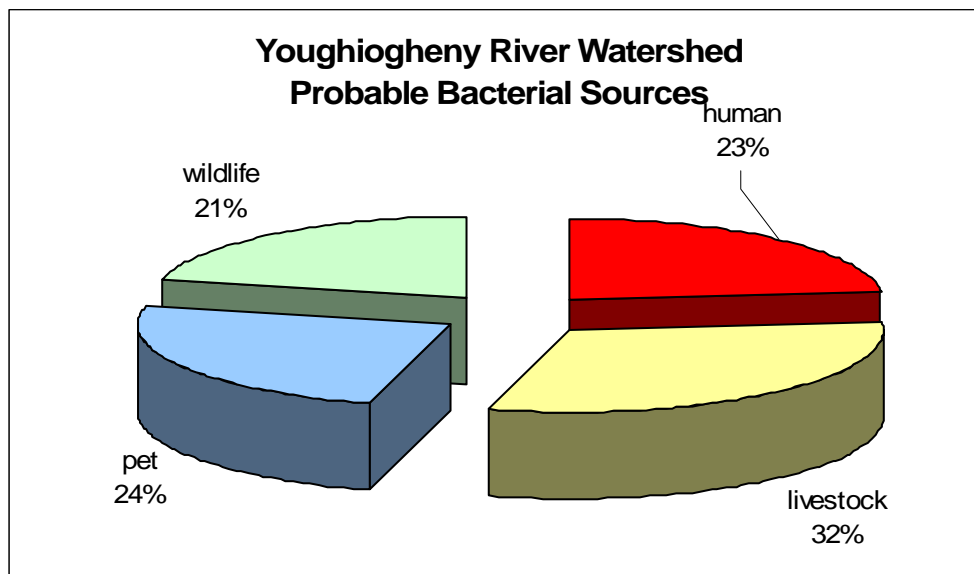 Youghiogheny River Watershed
Probable Bacterial Sources
human
23%
wildlife
21%
pet
24%
livestock
32%